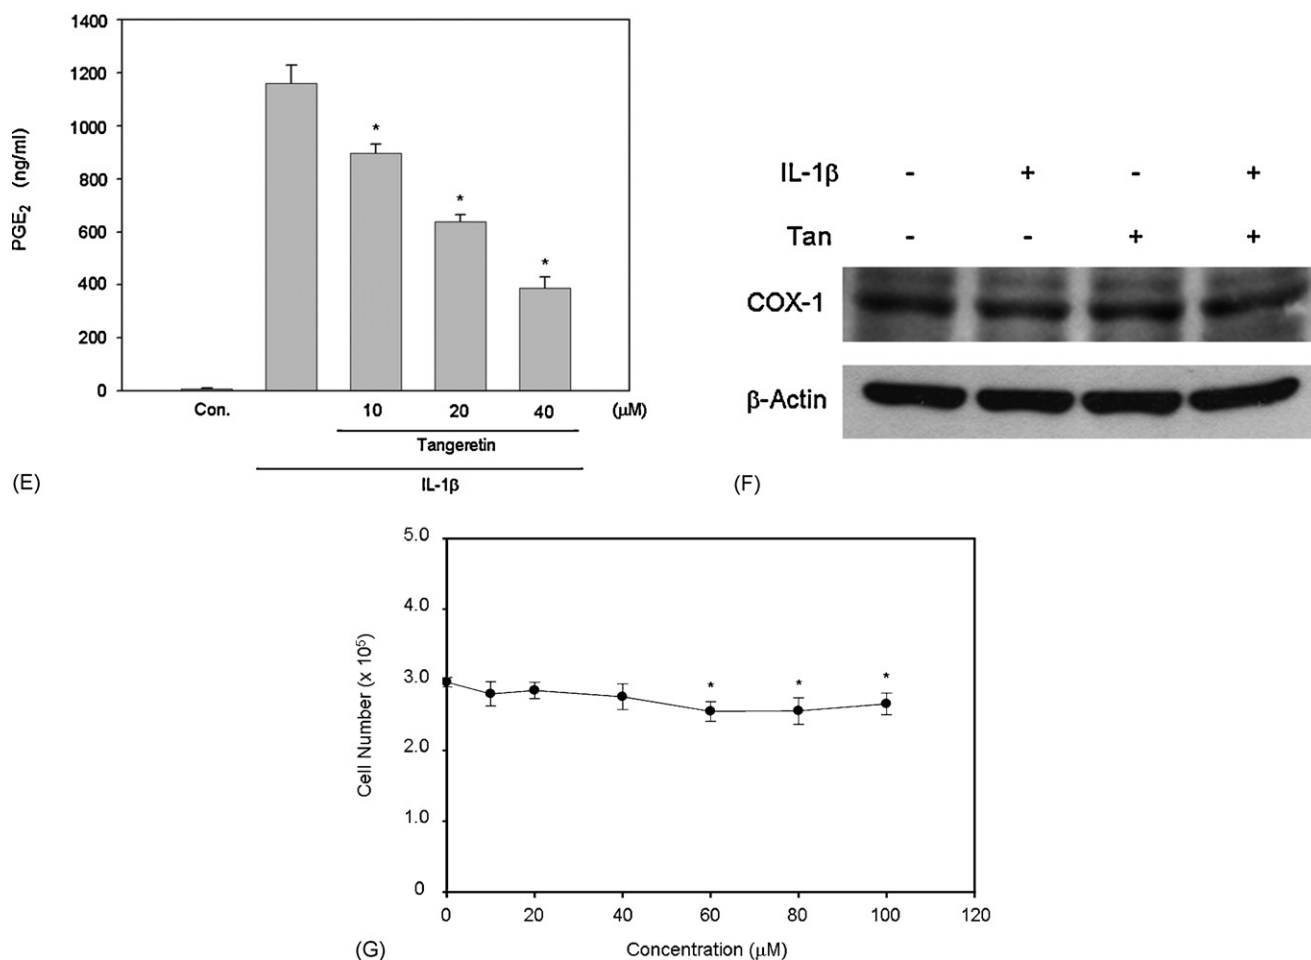 1400
1200
1000
800
600
400
200
0
PGE2 (ng/ml)
*
*
*
Con.
10 20 40 (μM)
Tangeretin
IL-1β
(E)
IL-1β - + - +
Tan - - + +
COX-1
β-Actin
(F)
5.0
4.0
3.0
2.0
1.0
0
Cell Number (x 10⁵)
* * *
0 20 40 60 80 100 120
Concentration (μM)
(G)